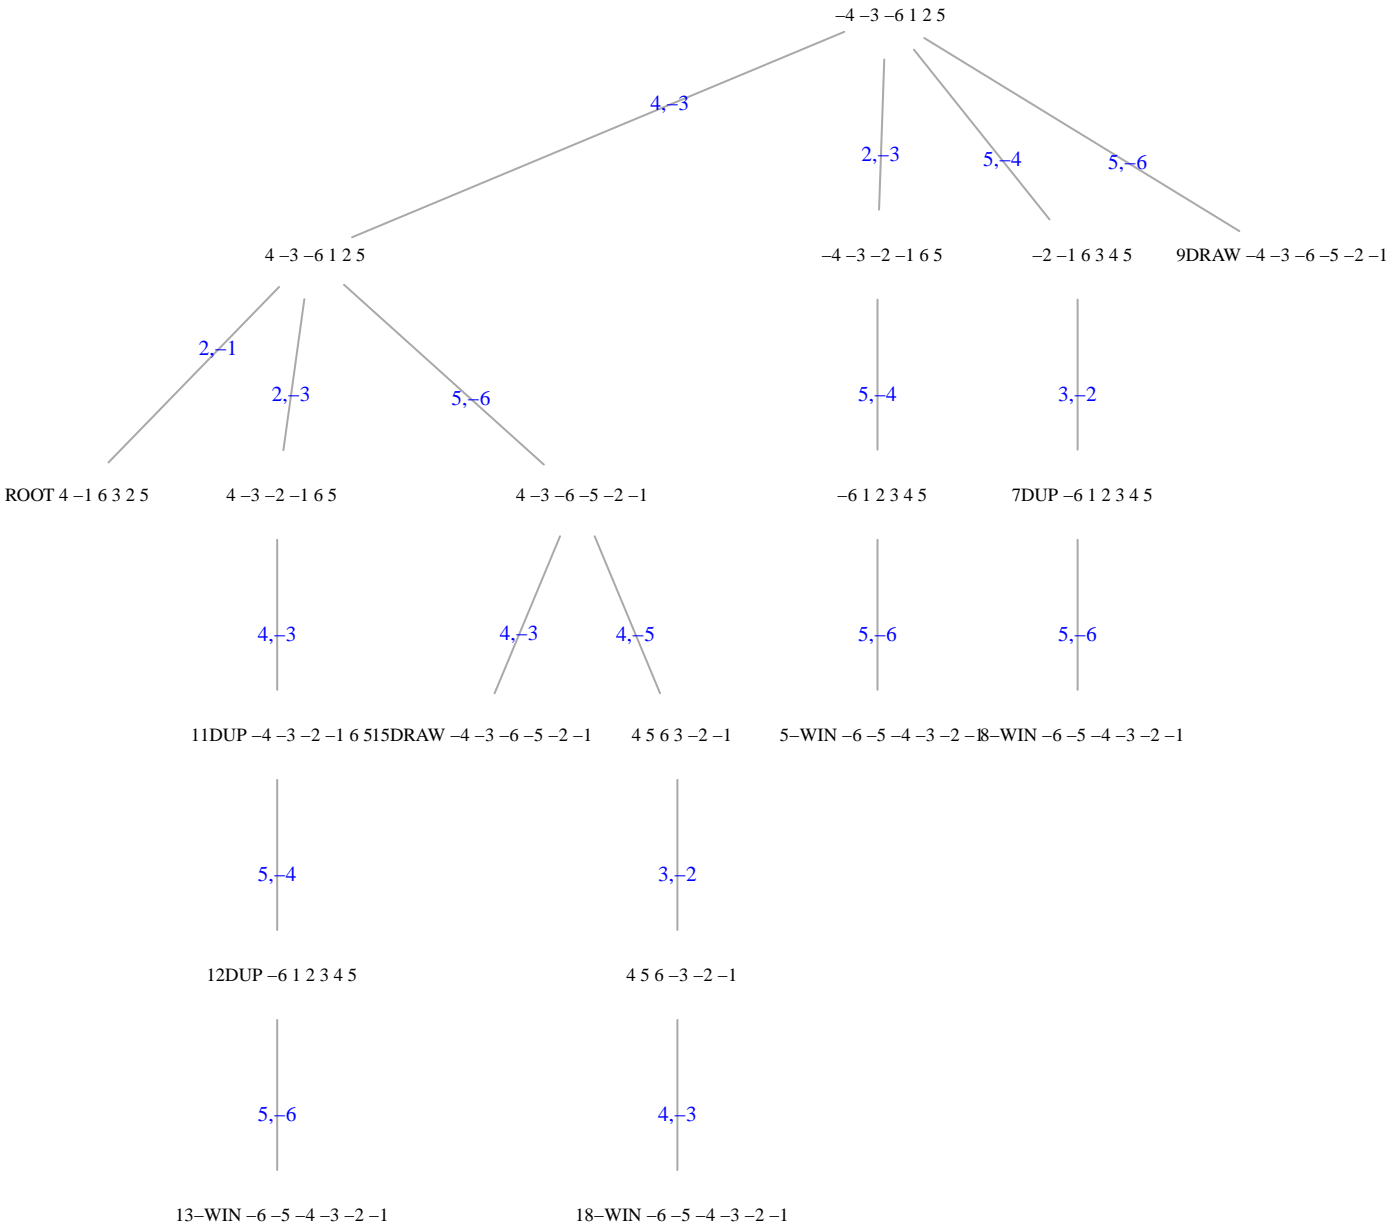 –4 –3 –6 1 2 5
4,–3
2,–3
5,–4
5,–6
4 –3 –6 1 2 5
–4 –3 –2 –1 6 5
–2 –1 6 3 4 5
9DRAW –4 –3 –6 –5 –2 –1
2,–1
2,–3
5,–6
5,–4
3,–2
ROOT 4 –1 6 3 2 5
4 –3 –2 –1 6 5
4 –3 –6 –5 –2 –1
–6 1 2 3 4 5
7DUP –6 1 2 3 4 5
4,–3
4,–3
4,–5
5,–6
5,–6
11DUP –4 –3 –2 –1 6 5
15DRAW –4 –3 –6 –5 –2 –1
4 5 6 3 –2 –1
5–WIN –6 –5 –4 –3 –2 –1
8–WIN –6 –5 –4 –3 –2 –1
5,–4
3,–2
12DUP –6 1 2 3 4 5
4 5 6 –3 –2 –1
5,–6
4,–3
13–WIN –6 –5 –4 –3 –2 –1
18–WIN –6 –5 –4 –3 –2 –1